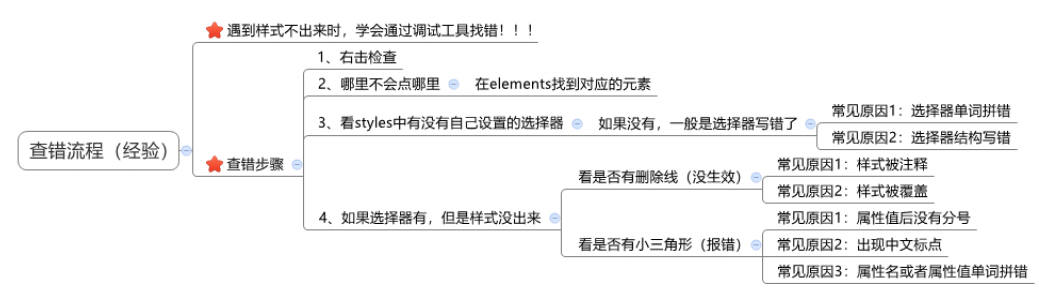 查错流程（经验）
遇到样式不出来时，学会通过调试工具找错！！！
查错步骤
1、右击检查
2、哪里不会点哪里
在elements找到对应的元素
3、看styles中有没有自己设置的选择器
如果没有，一般是选择器写错了
常见原因1：选择器单词拼错
常见原因2：选择器结构写错
4、如果选择器有，但是样式没出来
看是否有删除线（没生效）
常见原因1：样式被注释
常见原因2：样式被覆盖
看是否有小三角形（报错）
常见原因1：属性值后没有分号
常见原因2：出现中文标点
常见原因3：属性名或者属性值单词拼错